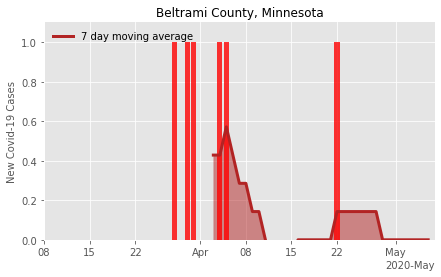 Beltrami County, Minnesota
7 day moving average
New Covid-19 Cases
1.0
0.8
0.6
0.4
0.2
0.0
08 15 22 Apr 08 15 22 May
2020-May